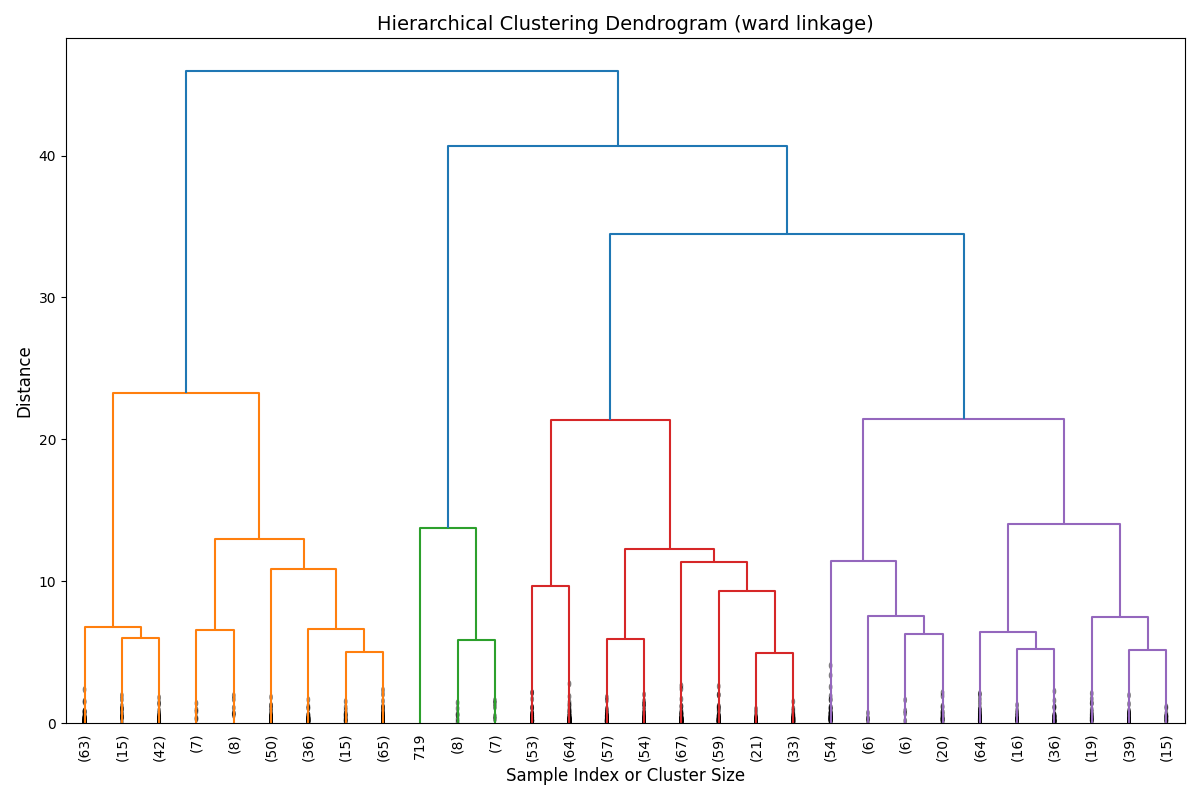 Hierarchical Clustering Dendrogram (ward linkage)
Distance
40
30
20
10
0
(63) (15) (42) (7) (8) (50) (36) (15) (65) 719 (8) (7) (53) (64) (57) (54) (67) (59) (21) (33) (54) (6) (6) (20) (64) (16) (36) (19) (39) (15)
Sample Index or Cluster Size